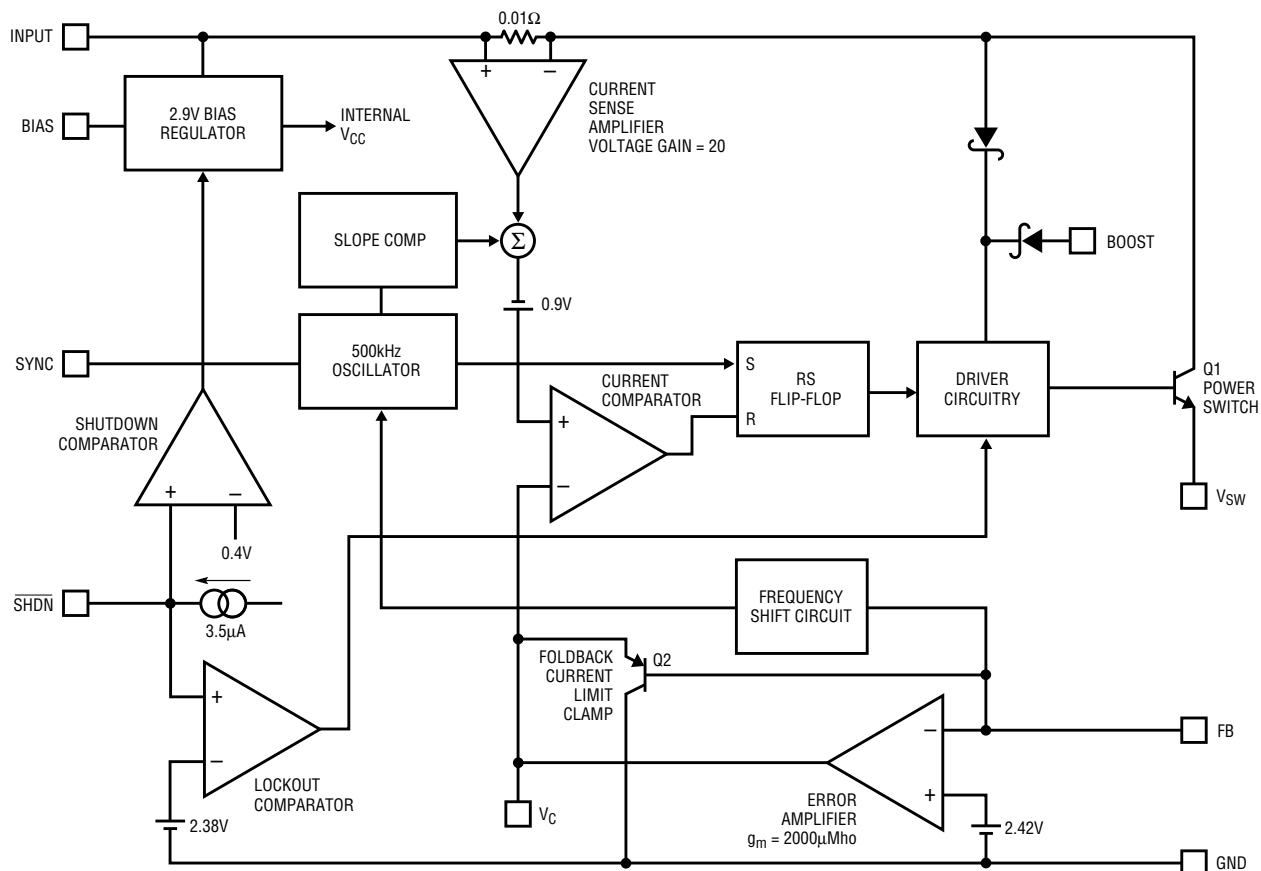 INPUT
0.01Ω
+
−
CURRENT
SENSE
AMPLIFIER
VOLTAGE GAIN = 20
BIAS
2.9V BIAS
REGULATOR
INTERNAL
VCC
SLOPE COMP
Σ
BOOST
0.9V
SYNC
500kHz
OSCILLATOR
S
R
RS
FLIP-FLOP
DRIVER
CIRCUITRY
Q1
POWER
SWITCH
SHUTDOWN
COMPARATOR
CURRENT
COMPARATOR
+
−
+
−
0.4V
VSW
SHDN
3.5µA
FREQUENCY
SHIFT CIRCUIT
FOLDBACK
CURRENT
LIMIT
CLAMP
Q2
+
−
LOCKOUT
COMPARATOR
2.38V
VC
−
+
FB
ERROR
AMPLIFIER
gm = 2000µMho
2.42V
GND